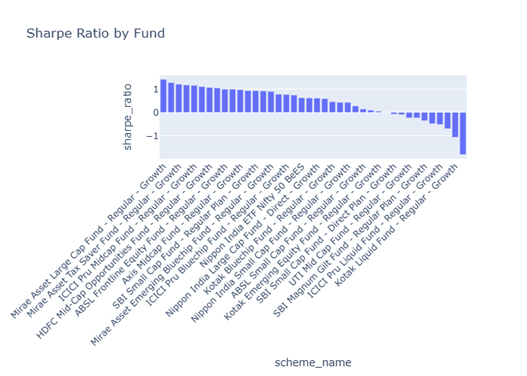 Sharpe Ratio by Fund
sharpe_ratio
1
0
−1
Mirae Asset Large Cap Fund - Regular - Growth
Mirae Asset Tax Saver Fund - Regular - Growth
ICICI Pru Midcap Fund - Regular - Growth
HDFC Mid-Cap Opportunities Fund - Regular - Growth
ABSL Frontline Equity Fund - Regular - Growth
Axis Midcap Fund - Regular - Growth
SBI Small Cap Fund - Regular Plan - Growth
Mirae Asset Emerging Bluechip Fund - Regular - Growth
ICICI Pru Bluechip Fund - Regular - Growth
Nippon India ETF Nifty 50 BeES
Nippon India Large Cap Fund - Direct - Growth
Kotak Bluechip Fund - Regular - Growth
Nippon India Small Cap Fund - Regular - Growth
ABSL Small Cap Fund - Regular - Growth
Kotak Emerging Equity Fund - Regular - Growth
SBI Small Cap Fund - Direct Plan - Growth
UTI Mid Cap Fund - Regular - Growth
SBI Magnum Gilt Fund - Regular Plan - Growth
ICICI Pru Liquid Fund - Regular - Growth
Kotak Liquid Fund - Regular - Growth
scheme_name